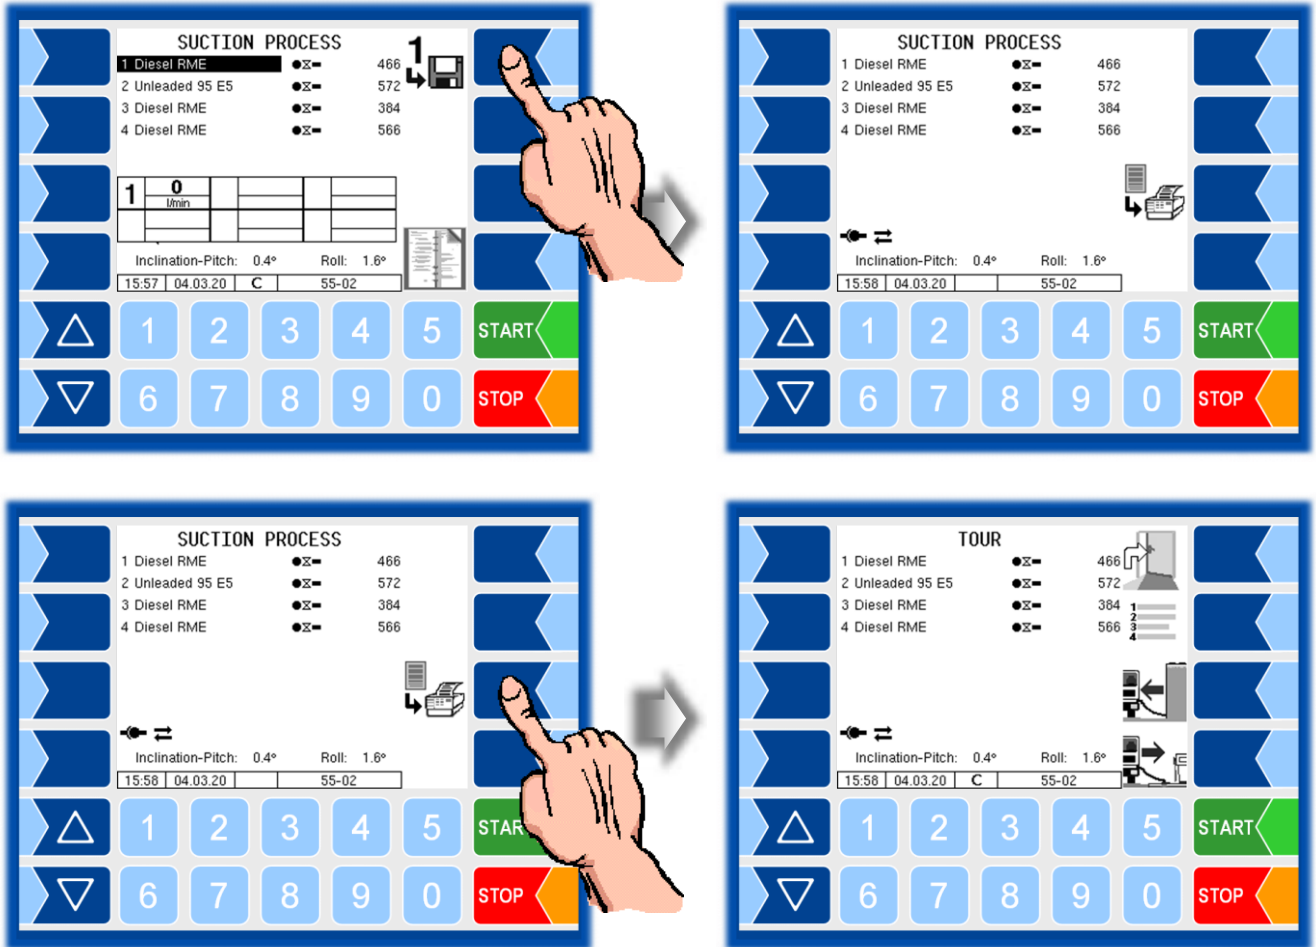 SUCTION PROCESS
1 Diesel RME 466
2 Unleaded 95 E5 572
3 Diesel RME 384
4 Diesel RME 566
1
1 0
l/min
Inclination-Pitch: 0.4° Roll: 1.6°
15:57 04.03.20 C 55-02
1 2 3 4 5 START
6 7 8 9 0 STOP
SUCTION PROCESS
1 Diesel RME 466
2 Unleaded 95 E5 572
3 Diesel RME 384
4 Diesel RME 566
Inclination-Pitch: 0.4° Roll: 1.6°
15:58 04.03.20 55-02
1 2 3 4 5 START
6 7 8 9 0 STOP
SUCTION PROCESS
1 Diesel RME 466
2 Unleaded 95 E5 572
3 Diesel RME 384
4 Diesel RME 566
Inclination-Pitch: 0.4° Roll: 1.6°
15:58 04.03.20 55-02
1 2 3 4 5 STAR
6 7 8 9 0 STOP
TOUR
1 Diesel RME 466
2 Unleaded 95 E5 572
3 Diesel RME 384
4 Diesel RME 566
1
2
3
4
Inclination-Pitch: 0.4° Roll: 1.6°
15:58 04.03.20 C 55-02
1 2 3 4 5 START
6 7 8 9 0 STOP